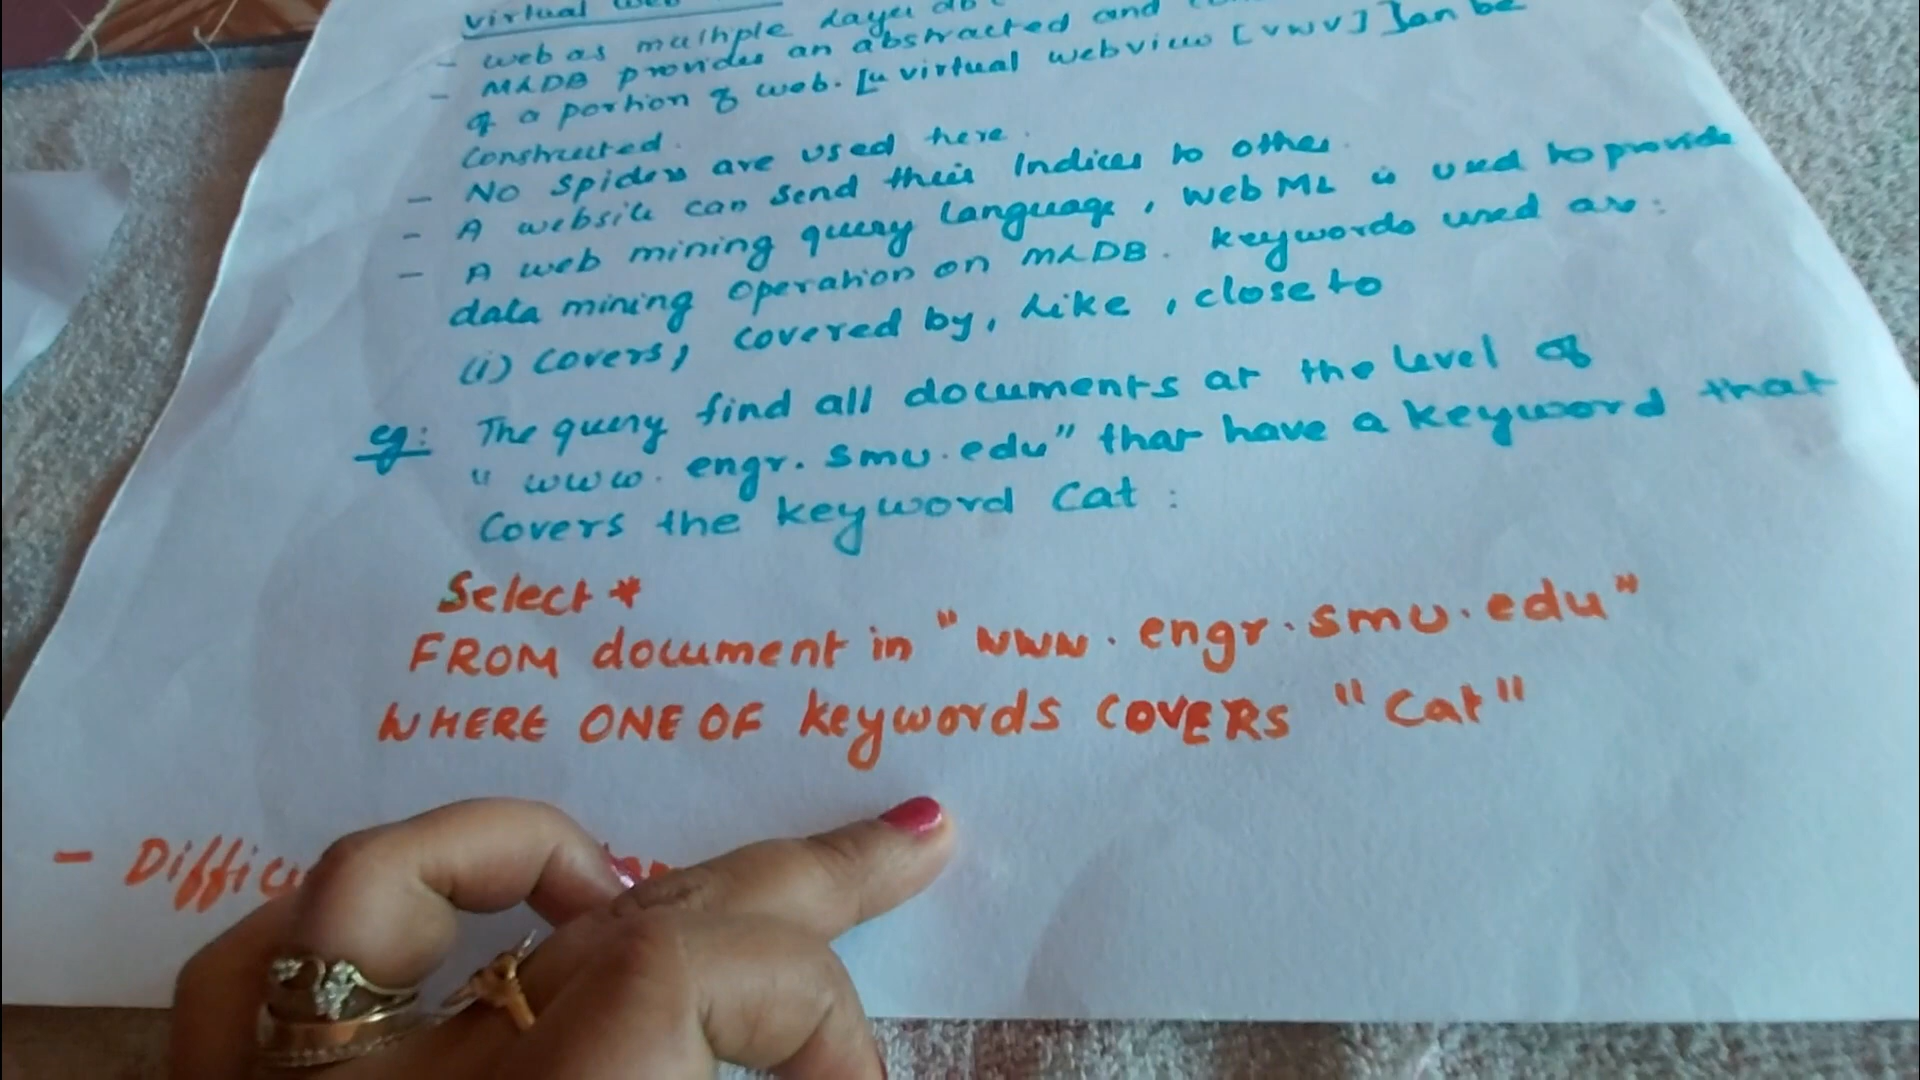 virtual web
- web as multiple layer db
- MLDB provides an abstracted and
of a portion of web. [a virtual webview [VWV] ]an be
constructed.
- No spiders are used here.
- A website can send their Indices to other.
- A web mining query language, web ML is used to provide
data mining operation on MLDB. keywords used are:
(i) covers, covered by, Like, close to
eg: The query find all documents at the level of
"www.engr.smu.edu" that have a keyword that
Covers the keyword Cat:
Select *
FROM document in "www.engr.smu.edu"
WHERE ONE OF keywords COVERS "Cat"
-